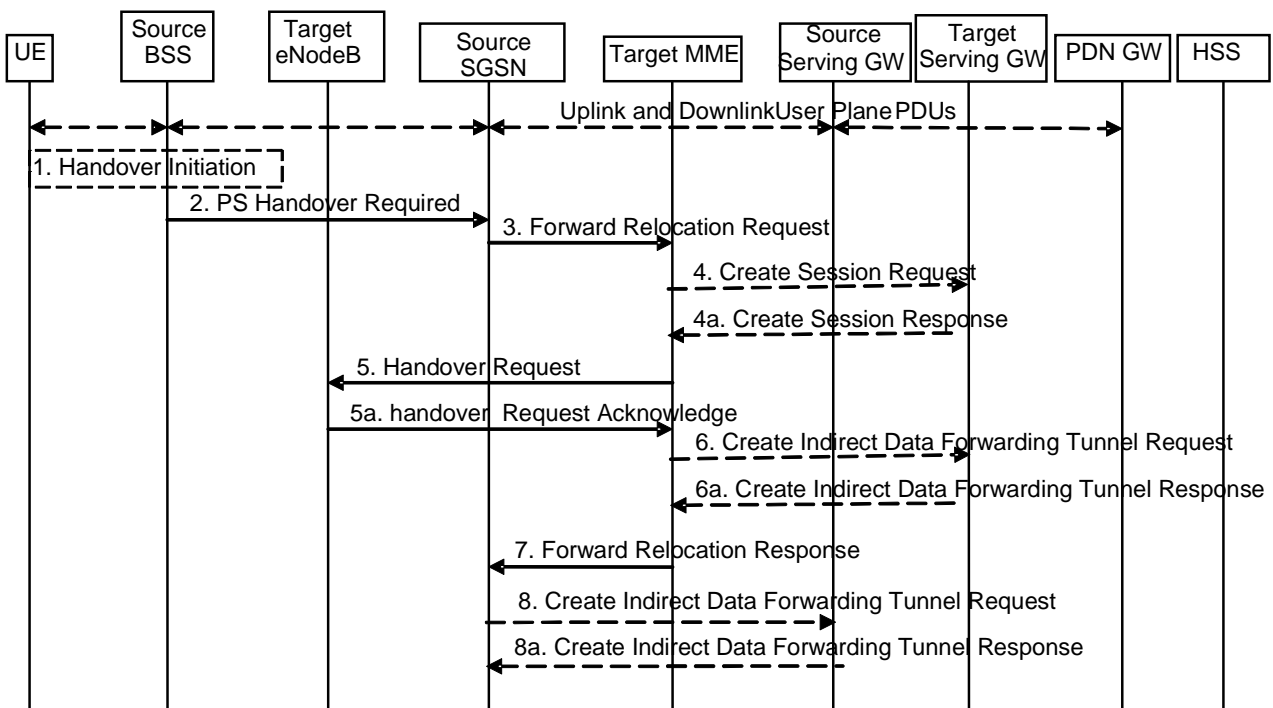 UE
Source
BSS
Target
eNodeB
Source
SGSN
Target MME
Source
Serving GW
Target
Serving GW
PDN GW
HSS
Uplink and DownlinkUser Plane PDUs
1. Handover Initiation
2. PS Handover Required
3. Forward Relocation Request
4. Create Session Request
4a. Create Session Response
5. Handover Request
5a. handover Request Acknowledge
6. Create Indirect Data Forwarding Tunnel Request
6a. Create Indirect Data Forwarding Tunnel Response
7. Forward Relocation Response
8. Create Indirect Data Forwarding Tunnel Request
8a. Create Indirect Data Forwarding Tunnel Response